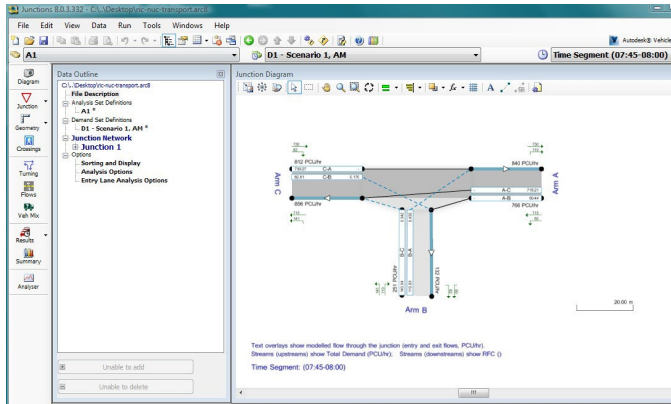 Junctions 8.0.3.332 - C:\..\Desktop\ric-nuc-transport.arc8
File Edit View Data Run Tools Windows Help
Autodesk® Vehicle
A1
D1 - Scenario 1, AM
Time Segment (07:45-08:00)
Diagram
Junction
Geometry
Crossings
Turning
Flows
Veh Mix
Results
Summary
Analyser
Data Outline
C:\..\Desktop\ric-nuc-transport.arc8
File Description
Analysis Set Definitions
A1 *
Demand Set Definitions
D1 - Scenario 1, AM *
Junction Network
Junction 1
Options
Sorting and Display
Analysis Options
Entry Lane Analysis Options
Unable to add
Unable to delete
Junction Diagram
812 PCU/hr
C-A
C-B
Arm C
856 PCU/hr
840 PCU/hr
A-C
A-B
Arm A
766 PCU/hr
B-C
B-A
251 PCU/hr
132 PCU/hr
Arm B
20.00 m
Text overlays show modelled flow through the junction (entry and exit flows, PCU/hr).
Streams (upstreams) show Total Demand (PCU/hr); Streams (downstreams) show RFC ()
Time Segment: (07:45-08:00)